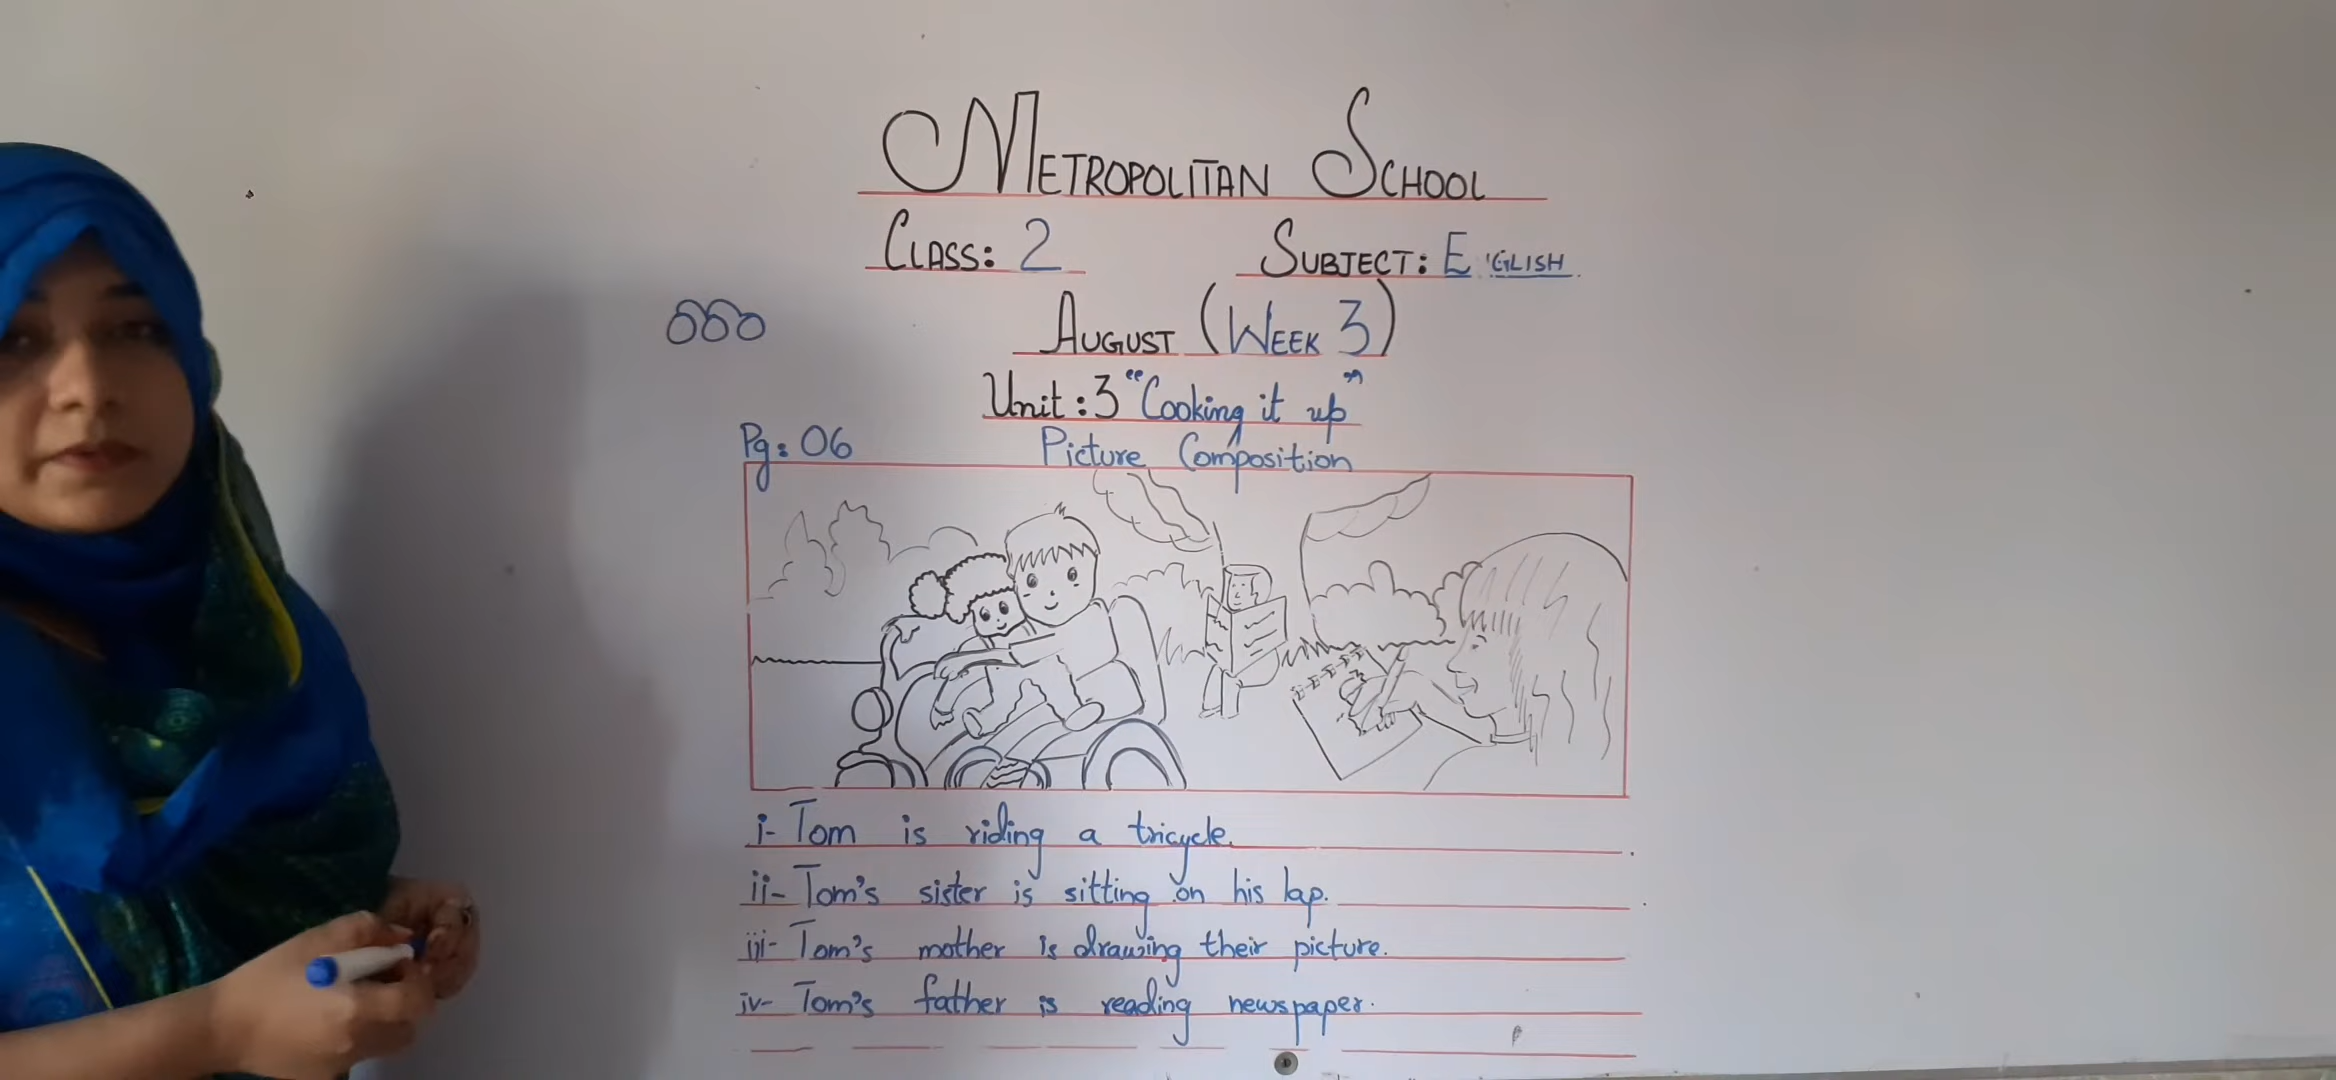 METROPOLITAN SCHOOL
CLASS: 2 SUBJECT: E GLISH
AUGUST (WEEK 3)
Unit: 3 "Cooking it up"
Pg: 06 Picture Composition
i- Tom is riding a tricycle.
ii- Tom's sister is sitting on his lap.
iii- Tom's mother is drawing their picture.
iv- Tom's father is reading newspaper.